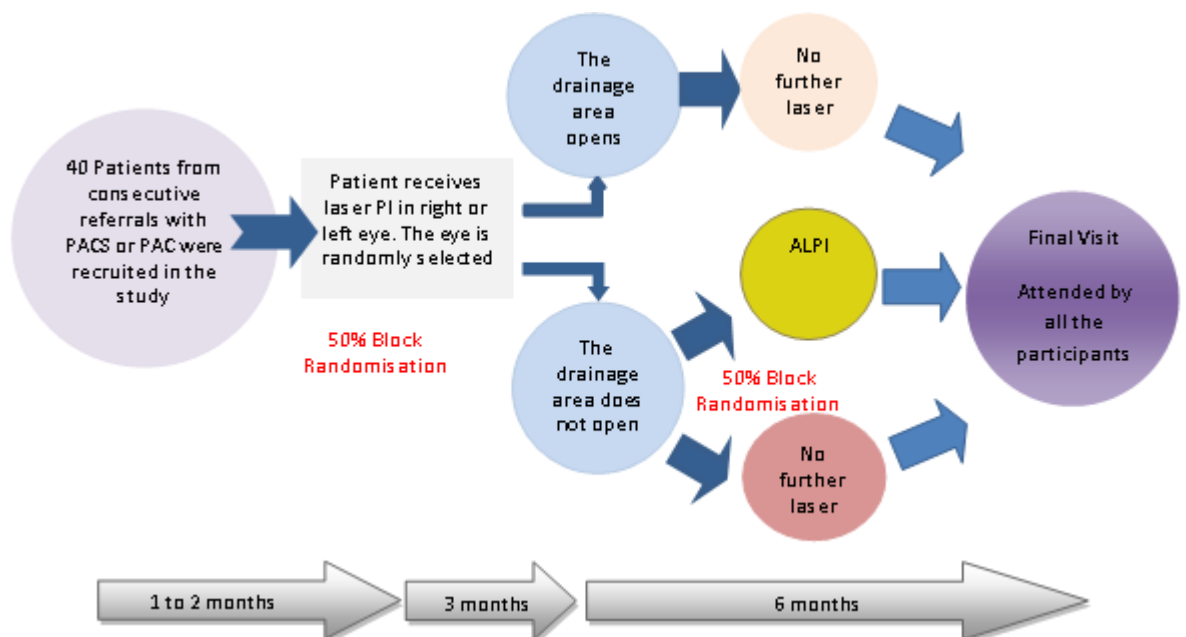 40 Patients from
consecutive
referrals with
PACS or PAC were
recruited in the
study
Patient receives
laser PI in right or
left eye. The eye is
randomly selected
50% Block
Randomisation
The
drainage
area
opens
No
further
laser
The
drainage
area does
not open
ALPI
50% Block
Randomisation
No
further
laser
Final Visit
Attended by
all the
participants
1 to 2 months
3 months
6 months